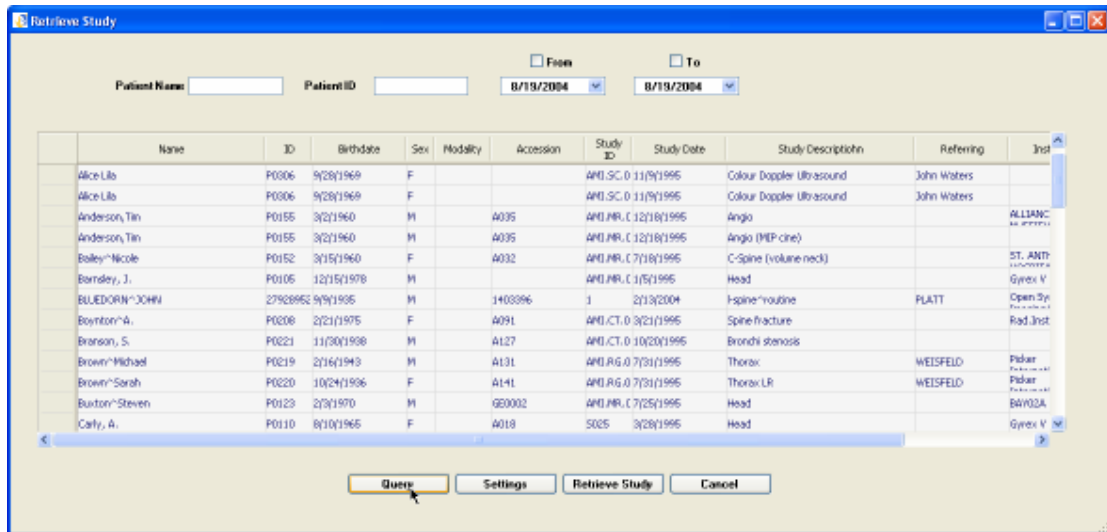 Retrieve Study
From To
Patient Name Patient ID 8/19/2004 8/19/2004
Name ID Birthdate Sex Modality Accession Study ID Study Date Study Descriptiohn Referring Inst
Alice Lila P0306 9/28/1969 F AMI.SC.0 11/9/1995 Colour Doppler Ultrasound John Waters
Alice Lila P0306 9/28/1969 F AMI.SC.0 11/9/1995 Colour Doppler Ultrasound John Waters
Anderson, Tim P0155 3/2/1960 M A035 AMI.MR.0 12/18/1995 Angio ALLIANC
Anderson, Tim P0155 3/2/1960 M A035 AMI.MR.0 12/18/1995 Angio (MIP cine)
Bailey^Nicole P0152 3/15/1960 F A032 AMI.MR.0 7/18/1995 C-Spine (volume neck) ST. ANTH
Barnsley, J. P0105 12/15/1978 M AMI.MR.0 1/5/1995 Head Gyrex V
BLUEDORN^JOHN 27928952 9/9/1935 M 1403396 1 2/13/2004 l-spine^routine PLATT Open Sy
Boynton^A. P0208 2/21/1975 F A091 AMI.CT.0 3/21/1995 Spine fracture Rad.Inst
Branson, S. P0221 11/30/1938 M A127 AMI.CT.0 10/20/1995 Bronchi stenosis
Brown^Michael P0219 2/16/1943 M A131 AMI.RG.0 7/31/1995 Thorax WEISFELD Picker
Brown^Sarah P0220 10/24/1936 F A141 AMI.RG.0 7/31/1995 Thorax LR WEISFELD Picker
Buxton^Steven P0123 2/3/1970 M GE0002 AMI.MR.0 7/25/1995 Head BAY02A
Carly, A. P0110 8/10/1965 F A018 S025 3/28/1995 Head Gyrex V
Query Settings Retrieve Study Cancel